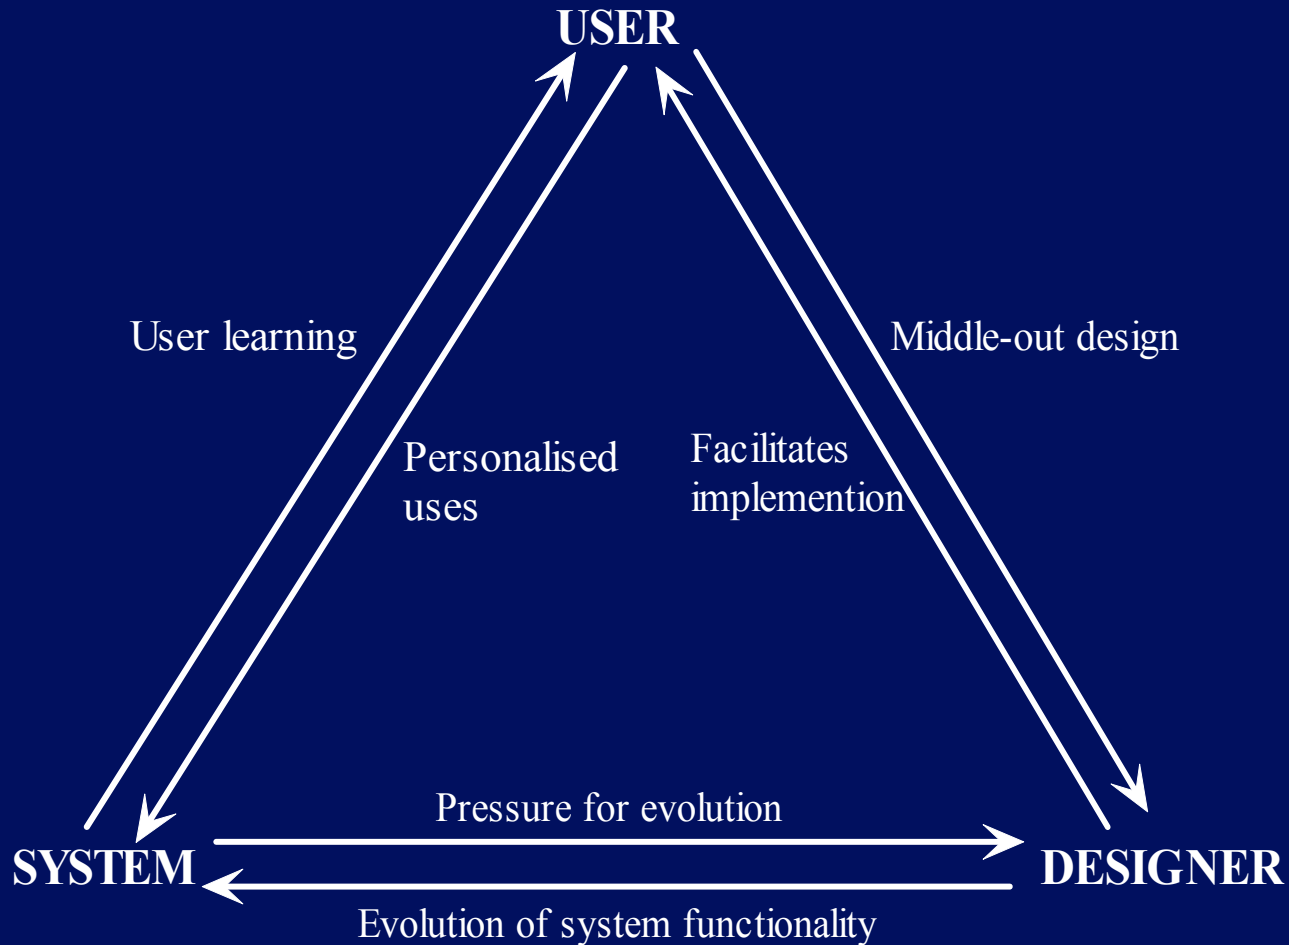 USER
User learning
Middle-out design
Personalised
uses
Facilitates
implemention
Pressure for evolution
SYSTEM
DESIGNER
Evolution of system functionality